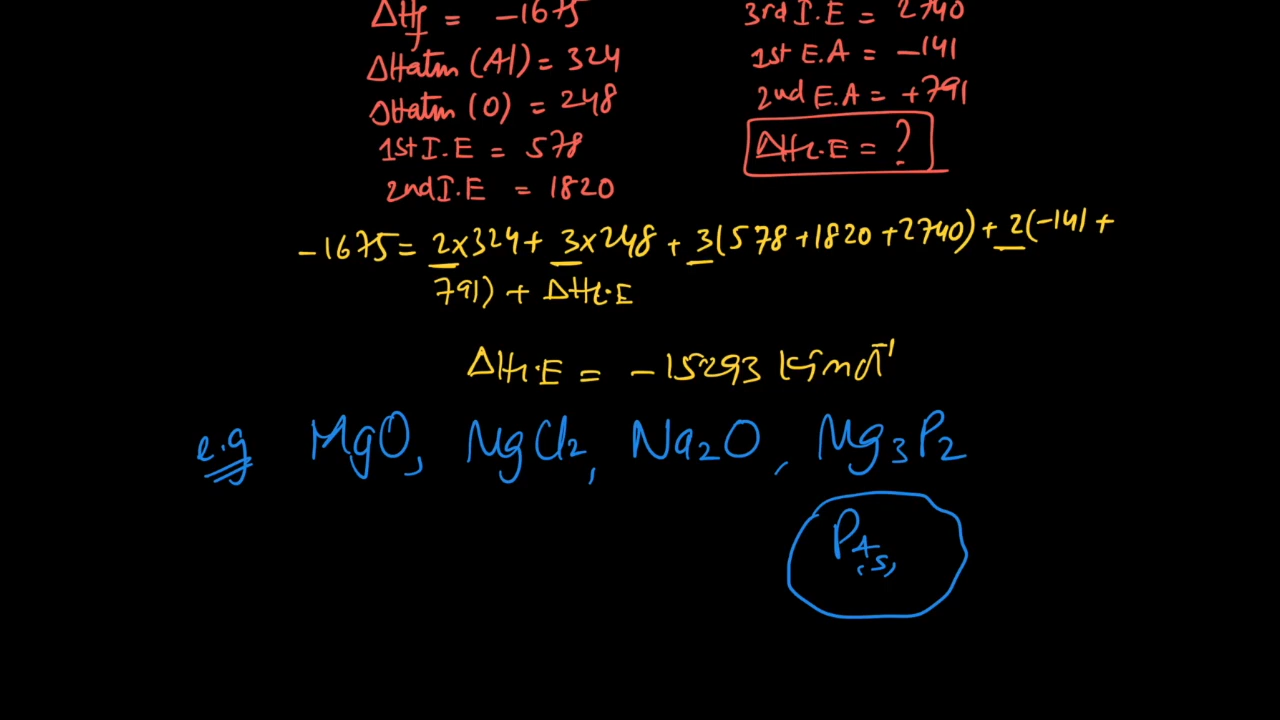 ΔHf = -1675
3rd I.E = 2740
ΔHatm (Al) = 324
1st E.A = -141
ΔHatm (O) = 248
2nd E.A = +791
1st I.E = 578
ΔHL.E = ?
2nd I.E = 1820
-1675 = 2x324 + 3x248 + 3(578+1820+2740) + 2(-141 +
791) + ΔHL.E
ΔHL.E = -15293 kJmol⁻¹
e.g MgO, MgCl2, Na2O, Mg3P2
P4(s)